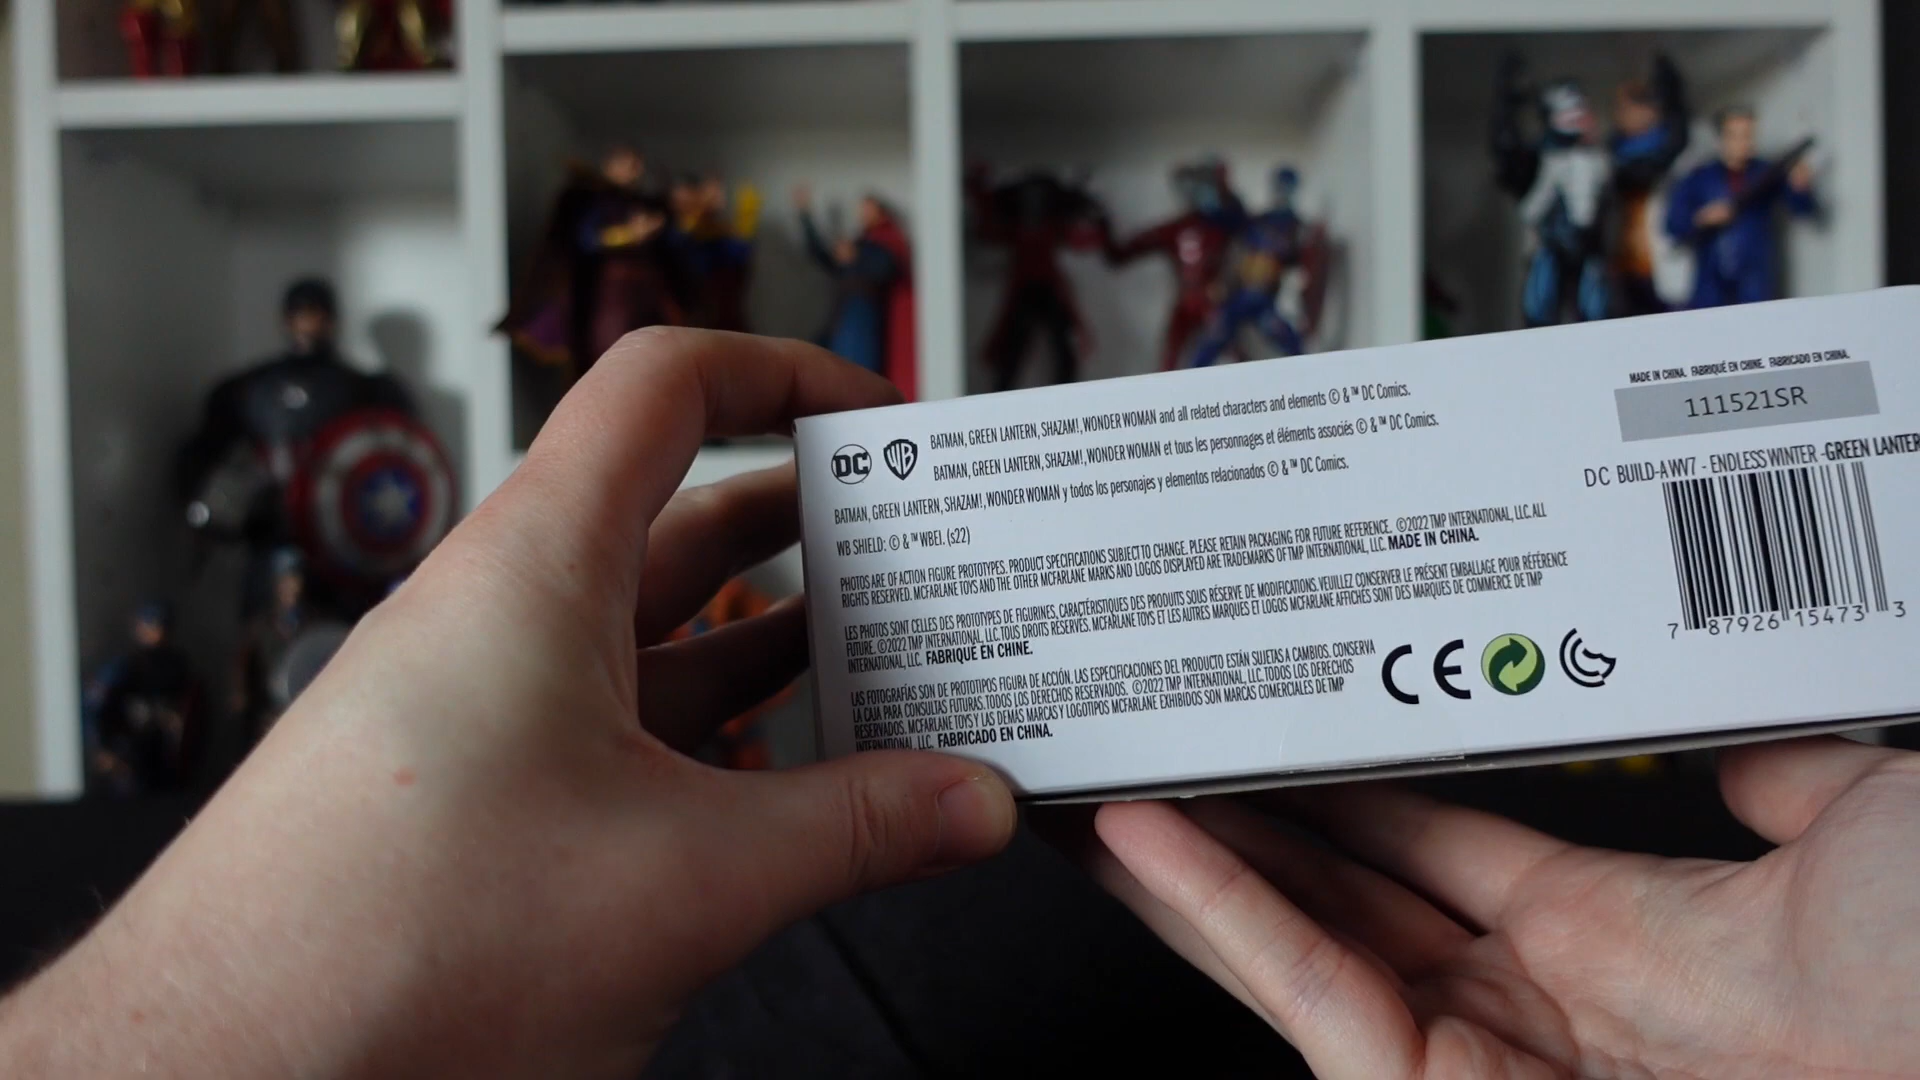 DC WB BATMAN, GREEN LANTERN, SHAZAM!, WONDER WOMAN and all related characters and elements © & ™ DC Comics.
BATMAN, GREEN LANTERN, SHAZAM!, WONDER WOMAN et tous les personnages et éléments associés © & ™ DC Comics.
BATMAN, GREEN LANTERN, SHAZAM!, WONDER WOMAN y todos los personajes y elementos relacionados © & ™ DC Comics.
WB SHIELD: © & ™ WBEI. (s22)
PHOTOS ARE OF ACTION FIGURE PROTOTYPES. PRODUCT SPECIFICATIONS SUBJECT TO CHANGE. PLEASE RETAIN PACKAGING FOR FUTURE REFERENCE. ©2022 TMP INTERNATIONAL, LLC. ALL
RIGHTS RESERVED. MCFARLANE TOYS AND THE OTHER MCFARLANE MARKS AND LOGOS DISPLAYED ARE TRADEMARKS OF TMP INTERNATIONAL, LLC. MADE IN CHINA.
LES PHOTOS SONT CELLES DES PROTOTYPES DE FIGURINES. CARACTÉRISTIQUES DES PRODUITS SOUS RÉSERVE DE MODIFICATIONS. VEUILLEZ CONSERVER LE PRÉSENT EMBALLAGE POUR RÉFÉRENCE
FUTURE. ©2022 TMP INTERNATIONAL, LLC. TOUS DROITS RESERVÉS. MCFARLANE TOYS ET LES AUTRES MARQUES ET LOGOS MCFARLANE AFFICHÉS SONT DES MARQUES DE COMMERCE DE TMP
INTERNATIONAL, LLC. FABRIQUÉ EN CHINE.
LAS FOTOGRAFÍAS SON DE PROTOTIPOS FIGURA DE ACCIÓN. LAS ESPECIFICACIONES DEL PRODUCTO ESTÁN SUJETAS A CAMBIOS. CONSERVA
LA CAJA PARA CONSULTAS FUTURAS. TODOS LOS DERECHOS RESERVADOS. ©2022 TMP INTERNATIONAL, LLC. TODOS LOS DERECHOS
RESERVADOS. MCFARLANE TOYS Y LAS DEMÁS MARCAS Y LOGOTIPOS MCFARLANE EXHIBIDOS SON MARCAS COMERCIALES DE TMP
INTERNATIONAL, LLC. FABRICADO EN CHINA.
CE
MADE IN CHINA. FABRIQUÉ EN CHINE. FABRICADO EN CHINA.
111521SR
DC BUILD-A WV7 - ENDLESS WINTER -GREEN LANTER
7 87926 15473 3